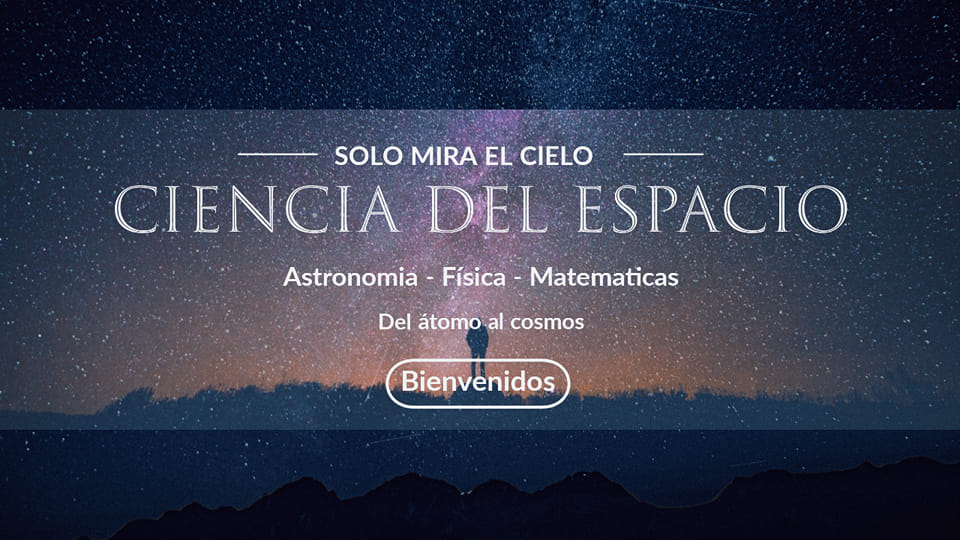 SOLO MIRA EL CIELO
CIENCIA DEL ESPACIO
Astronomia - Física - Matematicas
Del átomo al cosmos
Bienvenidos